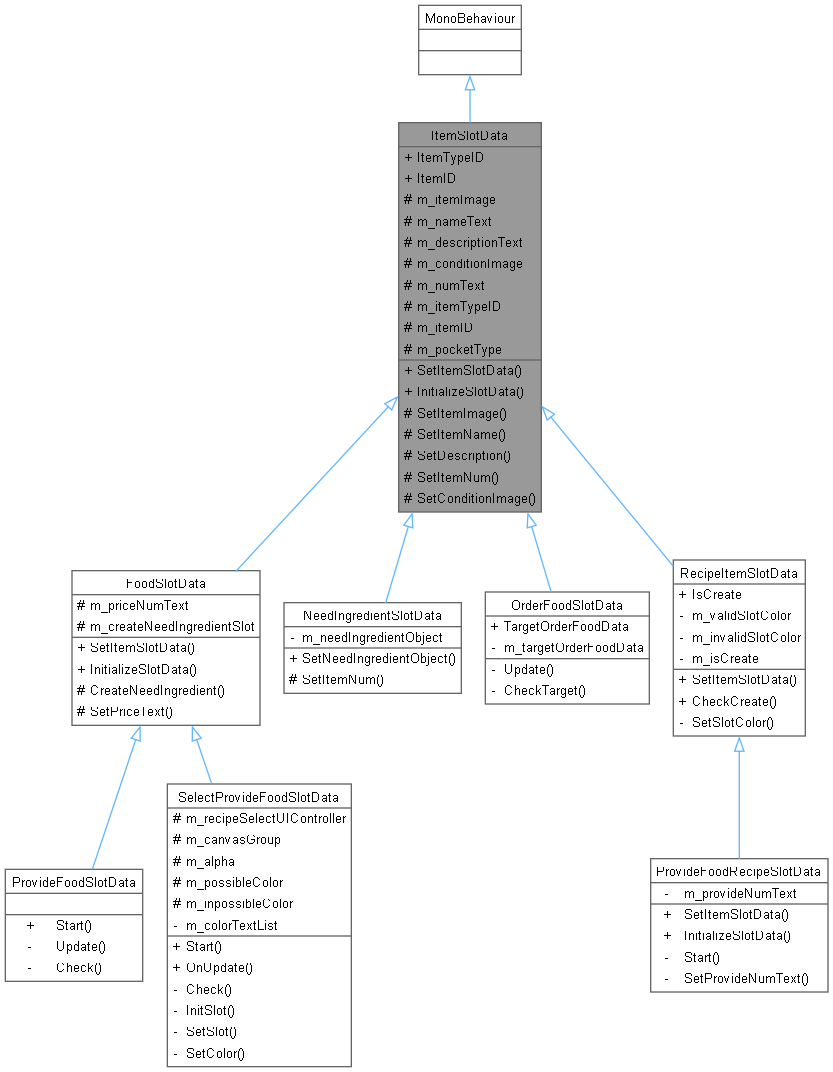 MonoBehaviour
ItemSlotData
+ ItemTypeID
+ ItemID
# m_itemImage
# m_nameText
# m_descriptionText
# m_conditionImage
# m_numText
# m_itemTypeID
# m_itemID
# m_pocketType
+ SetItemSlotData()
+ InitializeSlotData()
# SetItemImage()
# SetItemName()
# SetDescription()
# SetItemNum()
# SetConditionImage()
FoodSlotData
# m_priceNumText
# m_createNeedIngredientSlot
+ SetItemSlotData()
+ InitializeSlotData()
# CreateNeedIngredient()
# SetPriceText()
NeedIngredientSlotData
- m_needIngredientObject
+ SetNeedIngredientObject()
# SetItemNum()
OrderFoodSlotData
+ TargetOrderFoodData
- m_targetOrderFoodData
- Update()
- CheckTarget()
RecipeItemSlotData
+ IsCreate
- m_validSlotColor
- m_invalidSlotColor
- m_isCreate
+ SetItemSlotData()
+ CheckCreate()
- SetSlotColor()
ProvideFoodSlotData
+ Start()
- Update()
- Check()
SelectProvideFoodSlotData
# m_recipeSelectUIController
# m_canvasGroup
# m_alpha
# m_possibleColor
# m_inpossibleColor
- m_colorTextList
+ Start()
+ OnUpdate()
- Check()
- InitSlot()
- SetSlot()
- SetColor()
ProvideFoodRecipeSlotData
- m_provideNumText
+ SetItemSlotData()
+ InitializeSlotData()
- Start()
- SetProvideNumText()